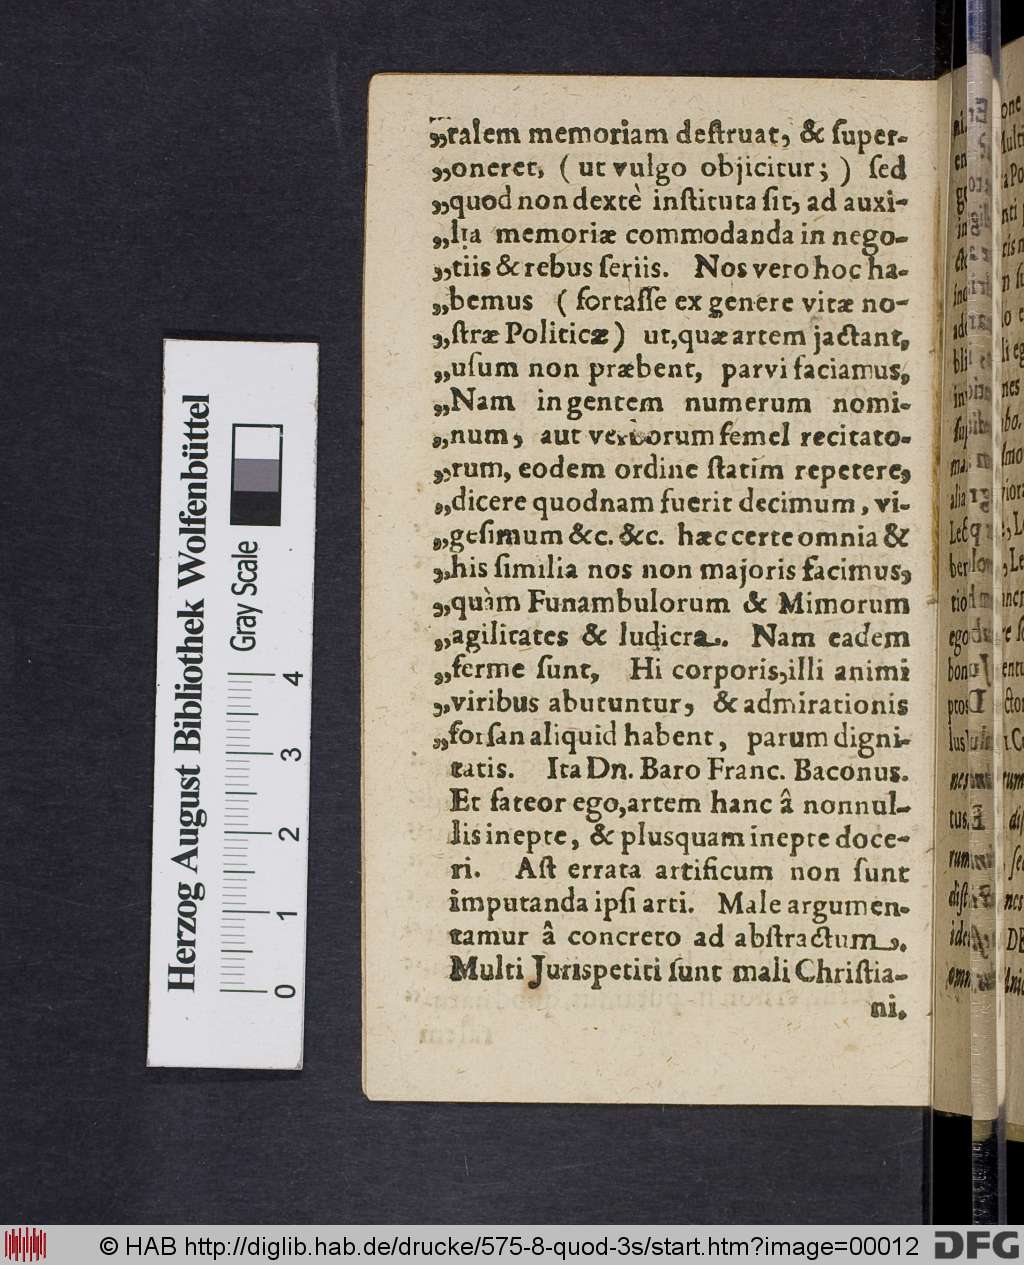 „ralem memoriam deſtruat, & ſuper-
„oneret, ( ut vulgo objicitur; ) ſed
„quod non dextè inſtituta ſit, ad auxi-
„lia memoriæ commodanda in nego-
„tiis & rebus ſeriis. Nos vero hoc ha-
„bemus ( fortaſſe ex genere vitæ no-
„ſtræ Politicæ ) ut, quæ artem jactant,
„uſum non præbent, parvi faciamus,
„Nam ingentem numerum nomi-
„num, aut verborum ſemel recitato-
„rum, eodem ordine ſtatim repetere,
„dicere quodnam fuerit decimum, vi-
„geſimum &c. &c. hæc certe omnia &
„his ſimilia nos non majoris facimus,
„quàm Funambulorum & Mimorum
„agilitates & ludicra. Nam eadem
„ferme ſunt, Hi corporis, illi animi
„viribus abutuntur, & admirationis
„forſan aliquid habent, parum digni-
tatis. Ita Dn. Baro Franc. Baconus.
Et fateor ego, artem hanc â nonnul-
lis inepte, & plusquam inepte doce-
ri. Aſt errata artificum non ſunt
imputanda ipſi arti. Male argumen-
tamur â concreto ad abſtractum.
Multi Jurispetiti ſunt mali Chriſtia-
ni.
Herzog August Bibliothek Wolfenbüttel
Gray Scale
0 1 2 3 4
© HAB http://diglib.hab.de/drucke/575-8-quod-3s/start.htm?image=00012
DFG